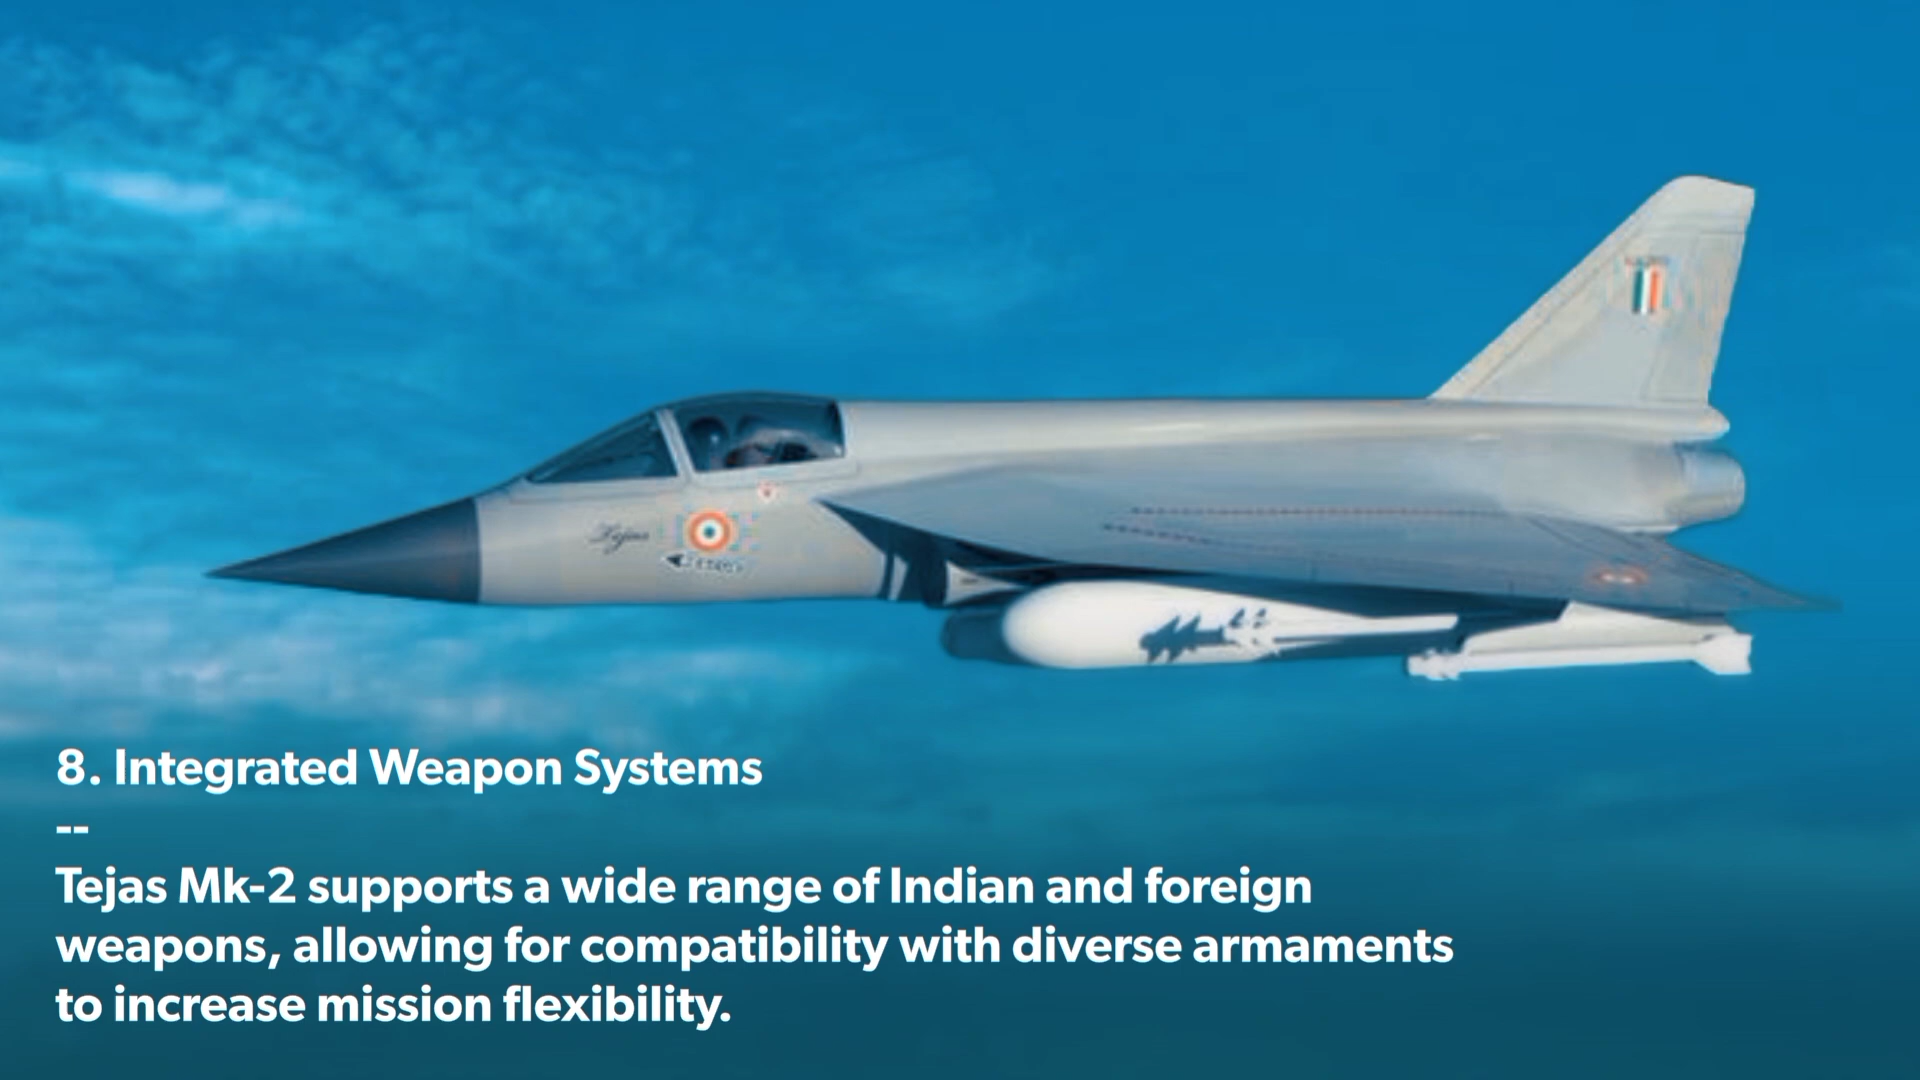 Tejas
8. Integrated Weapon Systems
--
Tejas Mk-2 supports a wide range of Indian and foreign
weapons, allowing for compatibility with diverse armaments
to increase mission flexibility.